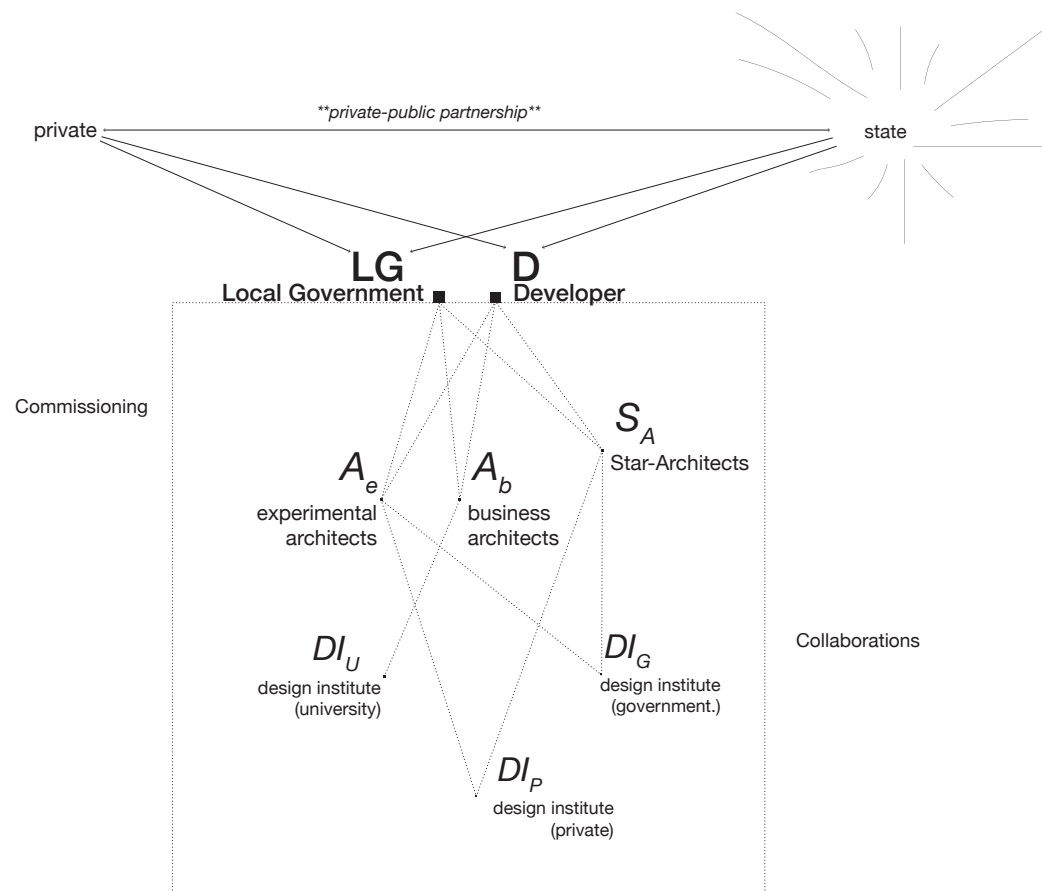 **private-public partnership**
private
state
LG
D
Local Government
Developer
Commissioning
S_A
Star-Architects
A_e
A_b
experimental
architects
business
architects
Collaborations
DI_U
design institute
(university)
DI_G
design institute
(government.)
DI_P
design institute
(private)